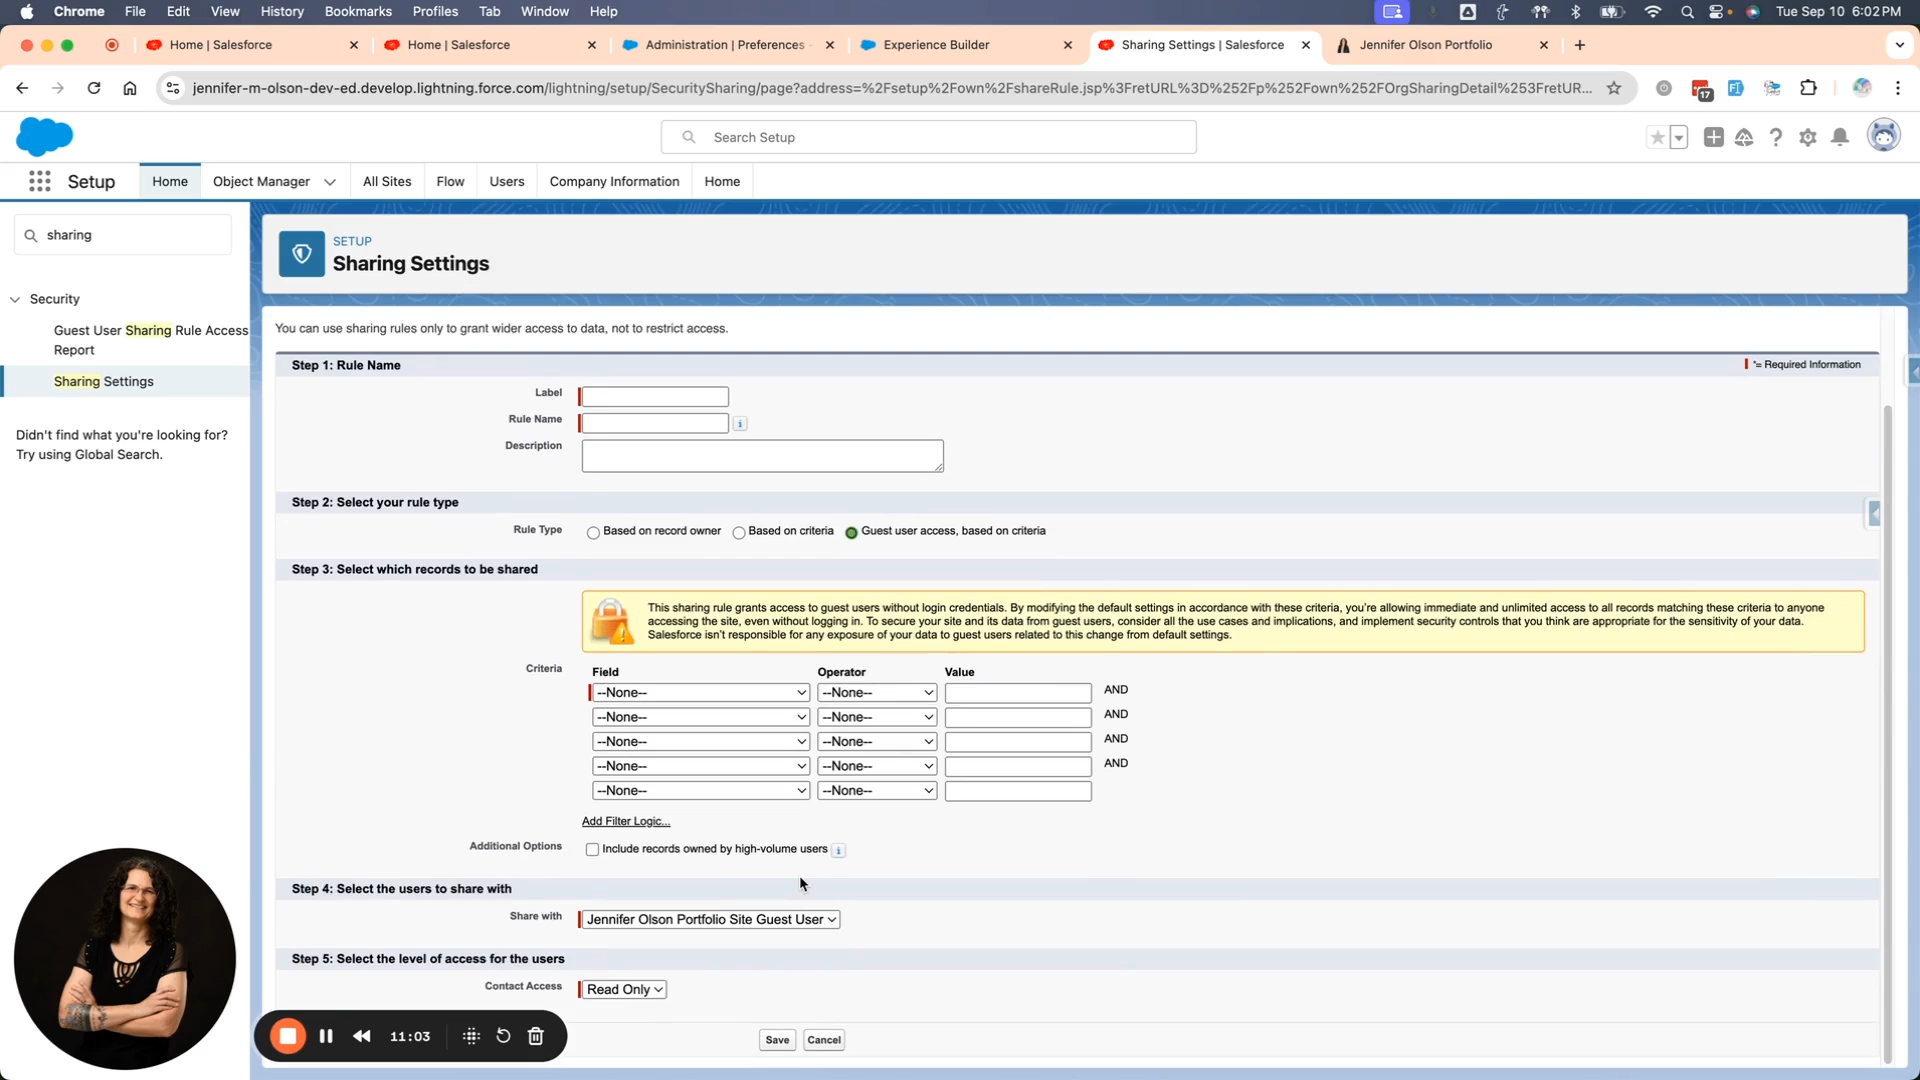 Chrome File Edit View History Bookmarks Profiles Tab Window Help Tue Sep 10 6:02 PM
Home | Salesforce
Home | Salesforce
Administration | Preferences
Experience Builder
Sharing Settings | Salesforce
Jennifer Olson Portfolio
jennifer-m-olson-dev-ed.develop.lightning.force.com/lightning/setup/SecuritySharing/page?address=%2Fsetup%2Fown%2FshareRule.jsp%3FretURL%3D%252Fp%252Fown%252FOrgSharingDetail%253FretUR...
17
Search Setup
Setup Home Object Manager All Sites Flow Users Company Information Home
sharing
Security
Guest User Sharing Rule Access
Report
Sharing Settings
Didn't find what you're looking for?
Try using Global Search.
SETUP
Sharing Settings
You can use sharing rules only to grant wider access to data, not to restrict access.
Step 1: Rule Name
*= Required Information
Label
Rule Name
Description
Step 2: Select your rule type
Rule Type Based on record owner Based on criteria Guest user access, based on criteria
Step 3: Select which records to be shared
This sharing rule grants access to guest users without login credentials. By modifying the default settings in accordance with these criteria, you're allowing immediate and unlimited access to all records matching these criteria to anyone
accessing the site, even without logging in. To secure your site and its data from guest users, consider all the use cases and implications, and implement security controls that you think are appropriate for the sensitivity of your data.
Salesforce isn't responsible for any exposure of your data to guest users related to this change from default settings.
Criteria Field Operator Value
--None-- --None-- AND
--None-- --None-- AND
--None-- --None-- AND
--None-- --None-- AND
--None-- --None--
Add Filter Logic...
Additional Options Include records owned by high-volume users
Step 4: Select the users to share with
Share with Jennifer Olson Portfolio Site Guest User
Step 5: Select the level of access for the users
Contact Access Read Only
11:03
Save Cancel